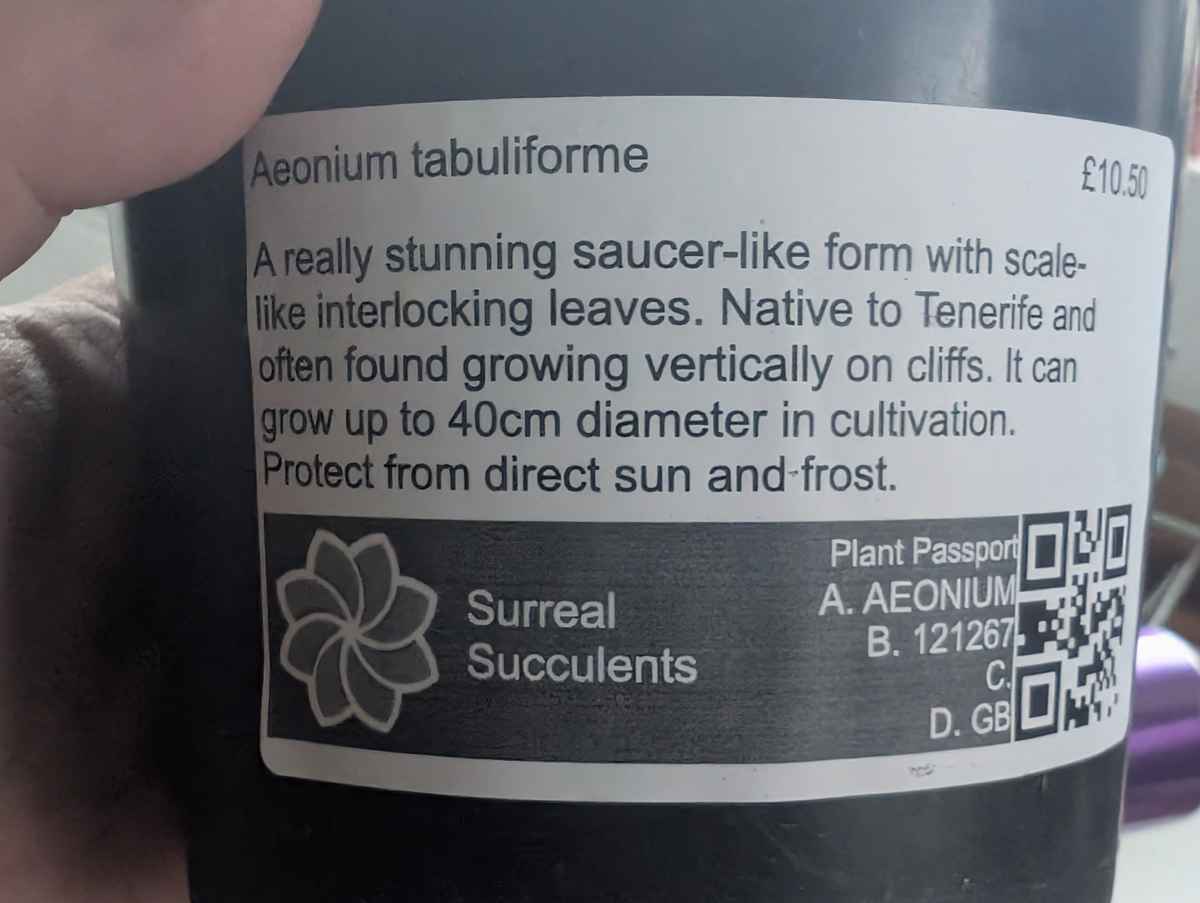 Aeonium tabuliforme
£10.50
A really stunning saucer-like form with scale-
like interlocking leaves. Native to Tenerife and
often found growing vertically on cliffs. It can
grow up to 40cm diameter in cultivation.
Protect from direct sun and frost.
Surreal
Succulents
Plant Passport
A. AEONIUM
B. 121267
C.
D. GB